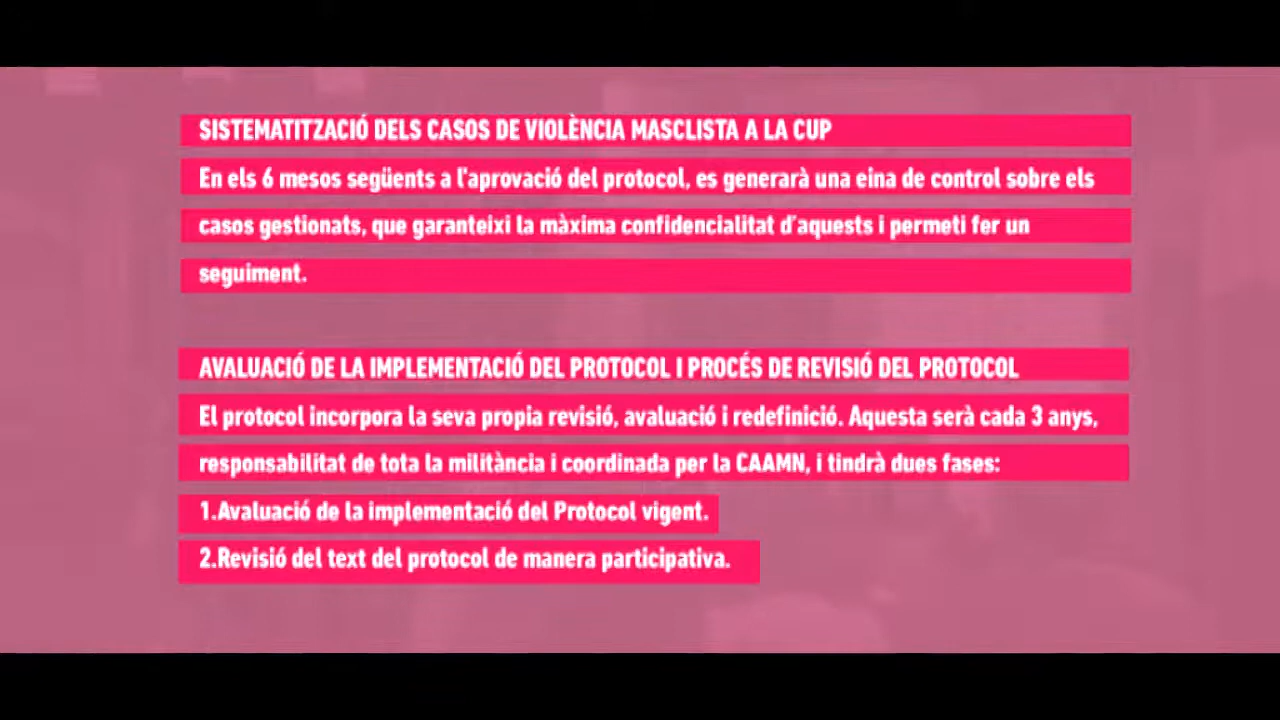 SISTEMATITZACIÓ DELS CASOS DE VIOLÈNCIA MASCLISTA A LA CUP
En els 6 mesos següents a l'aprovació del protocol, es generarà una eina de control sobre els
casos gestionats, que garanteixi la màxima confidencialitat d'aquests i permeti fer un
seguiment.
AVALUACIÓ DE LA IMPLEMENTACIÓ DEL PROTOCOL I PROCÉS DE REVISIÓ DEL PROTOCOL
El protocol incorpora la seva propia revisió, avaluació i redefinició. Aquesta serà cada 3 anys,
responsabilitat de tota la militància i coordinada per la CAAMN, i tindrà dues fases:
1.Avaluació de la implementació del Protocol vigent.
2.Revisió del text del protocol de manera participativa.